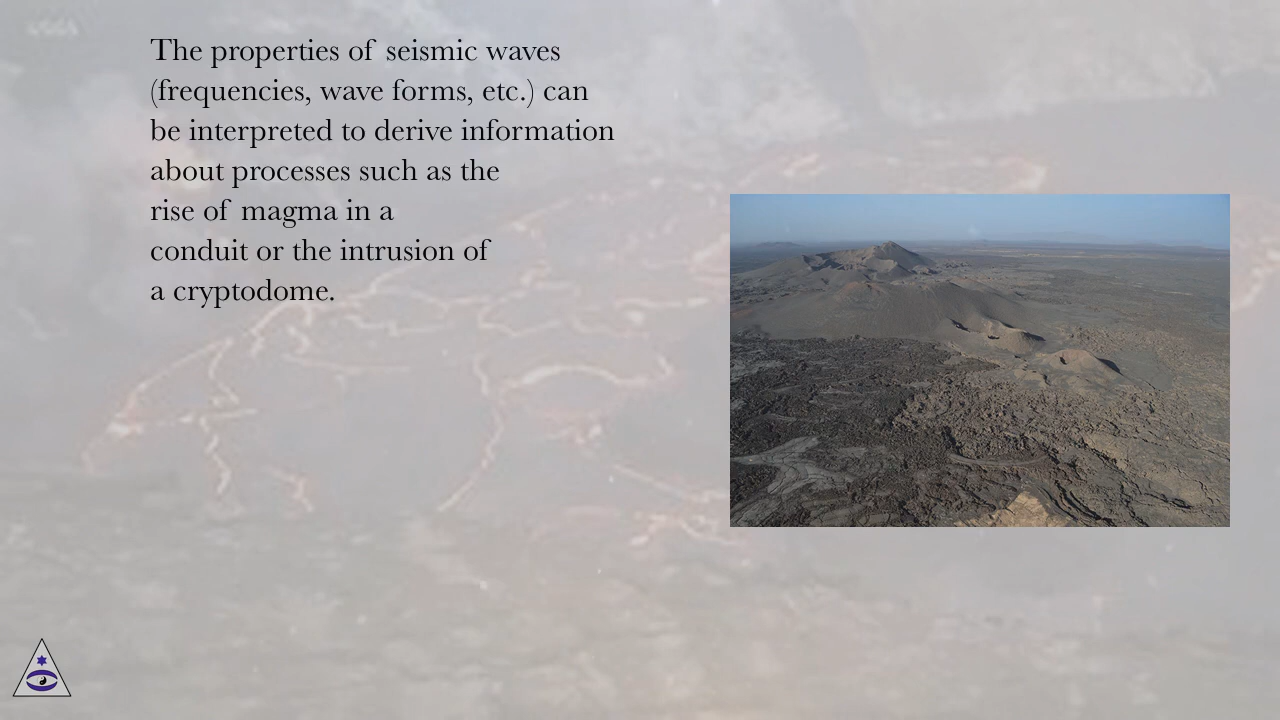 The properties of seismic waves
(frequencies, wave forms, etc.) can
be interpreted to derive information
about processes such as the
rise of magma in a
conduit or the intrusion of
a cryptodome.